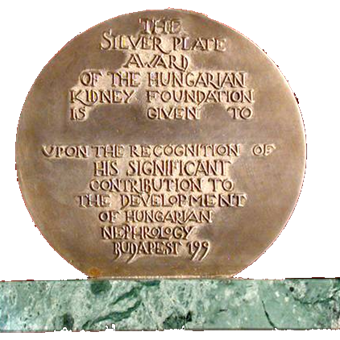 THE
SILVER PLATE
AWARD
OF THE HUNGARIAN
KIDNEY FOUNDATION
IS GIVEN TO
UPON THE RECOGNITION OF
HIS SIGNIFICANT
CONTRIBUTION TO
THE DEVELOPMENT
OF HUNGARIAN
NEPHROLOGY
BUDAPEST 199